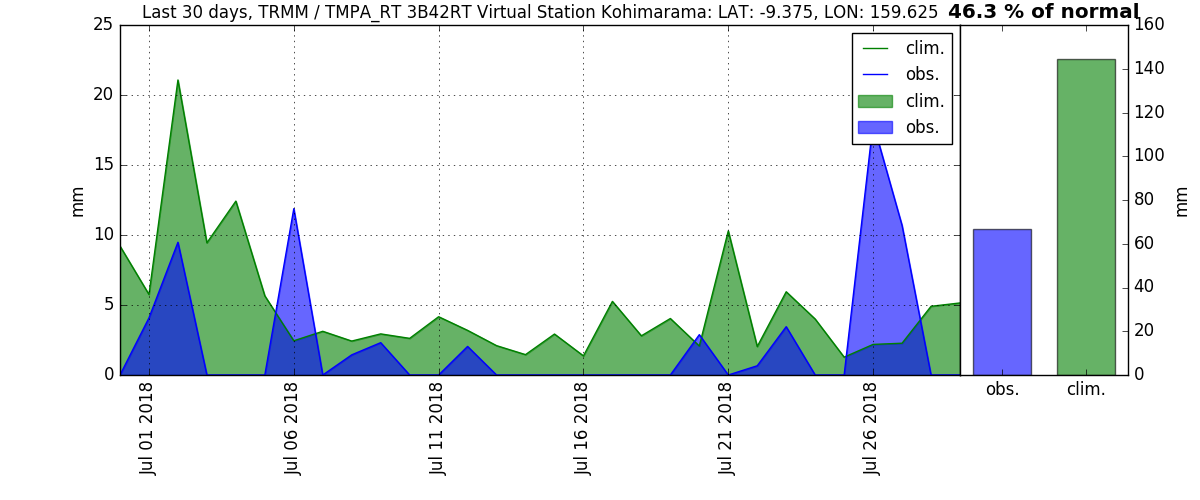 Last 30 days, TRMM / TMPA_RT 3B42RT Virtual Station Kohimarama: LAT: -9.375, LON: 159.625
46.3 % of normal
mm
25
20
15
10
5
0
clim.
obs.
clim.
obs.
Jul 01 2018
Jul 06 2018
Jul 11 2018
Jul 16 2018
Jul 21 2018
Jul 26 2018
160
140
120
100
80
60
40
20
0
mm
obs.
clim.